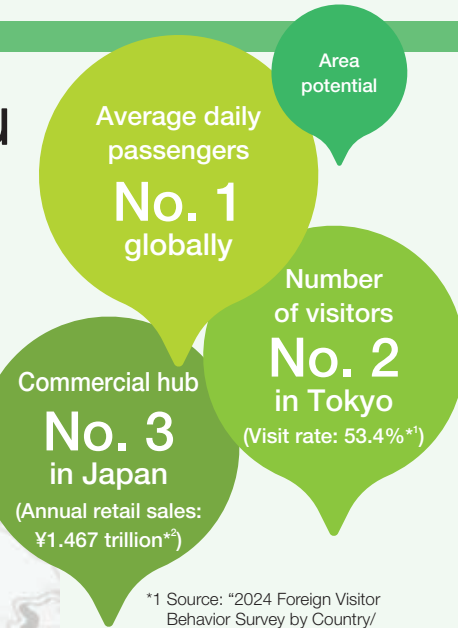 Area
potential
Average daily
passengers
No. 1
globally
Number
of visitors
No. 2
in Tokyo
(Visit rate: 53.4%*1)
Commercial hub
No. 3
in Japan
(Annual retail sales:
¥1.467 trillion*2)
*1 Source: “2024 Foreign Visitor
Behavior Survey by Country/